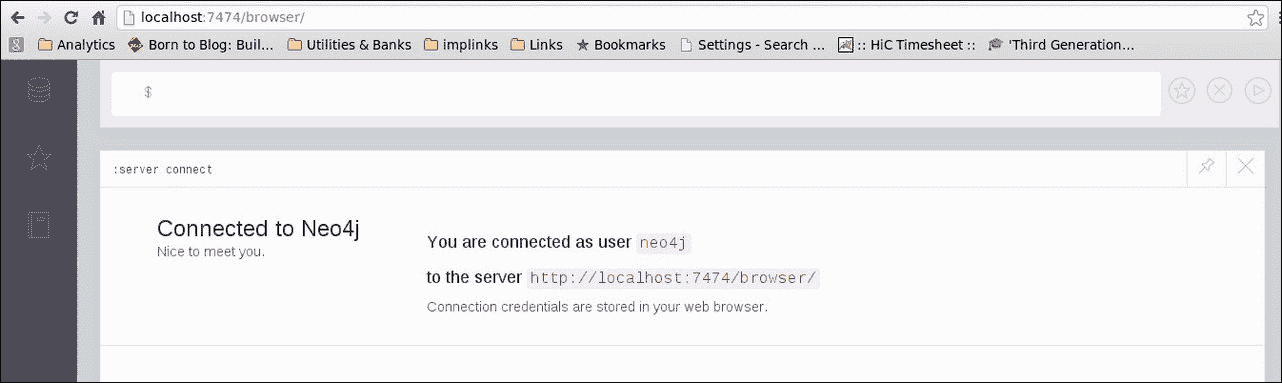 localhost:7474/browser/
Analytics Born to Blog: Buil... Utilities & Banks implinks Links Bookmarks Settings - Search ... :: HiC Timesheet :: 'Third Generation...
$
:server connect
Connected to Neo4j
Nice to meet you.
You are connected as user neo4j
to the server http://localhost:7474/browser/
Connection credentials are stored in your web browser.